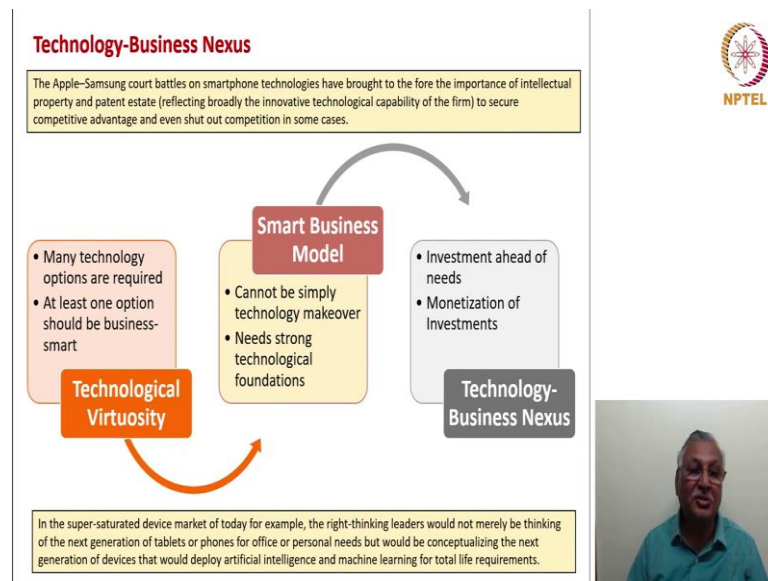 Technology-Business Nexus
The Apple–Samsung court battles on smartphone technologies have brought to the fore the importance of intellectual
property and patent estate (reflecting broadly the innovative technological capability of the firm) to secure
competitive advantage and even shut out competition in some cases.
NPTEL
• Many technology
options are required
• At least one option
should be business-
smart
Technological
Virtuosity
Smart Business
Model
• Cannot be simply
technology makeover
• Needs strong
technological
foundations
• Investment ahead of
needs
• Monetization of
Investments
Technology-
Business Nexus
In the super-saturated device market of today for example, the right-thinking leaders would not merely be thinking
of the next generation of tablets or phones for office or personal needs but would be conceptualizing the next
generation of devices that would deploy artificial intelligence and machine learning for total life requirements.